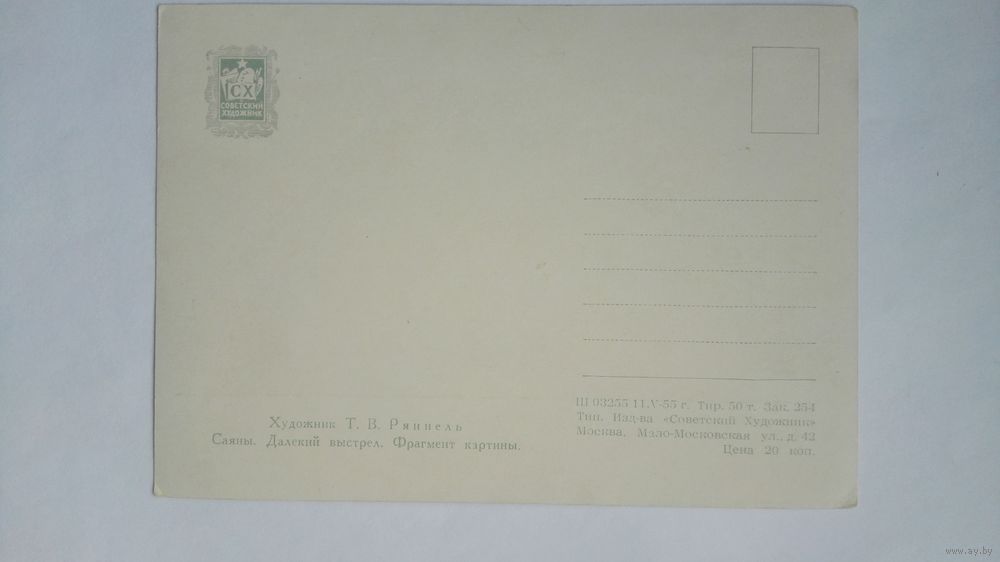 СХ
СОВЕТСКИЙ
ХУДОЖНИК
Художник Т. В. Ряннель
Саяны. Далекий выстрел. Фрагмент картины.
Ш 03255 11.V-55 г. Тир. 50 т. Зак. 254
Тип. Изд-ва «Советский Художник»
Москва, Мало-Московская ул., д. 42
Цена 20 коп.
www.ay.by